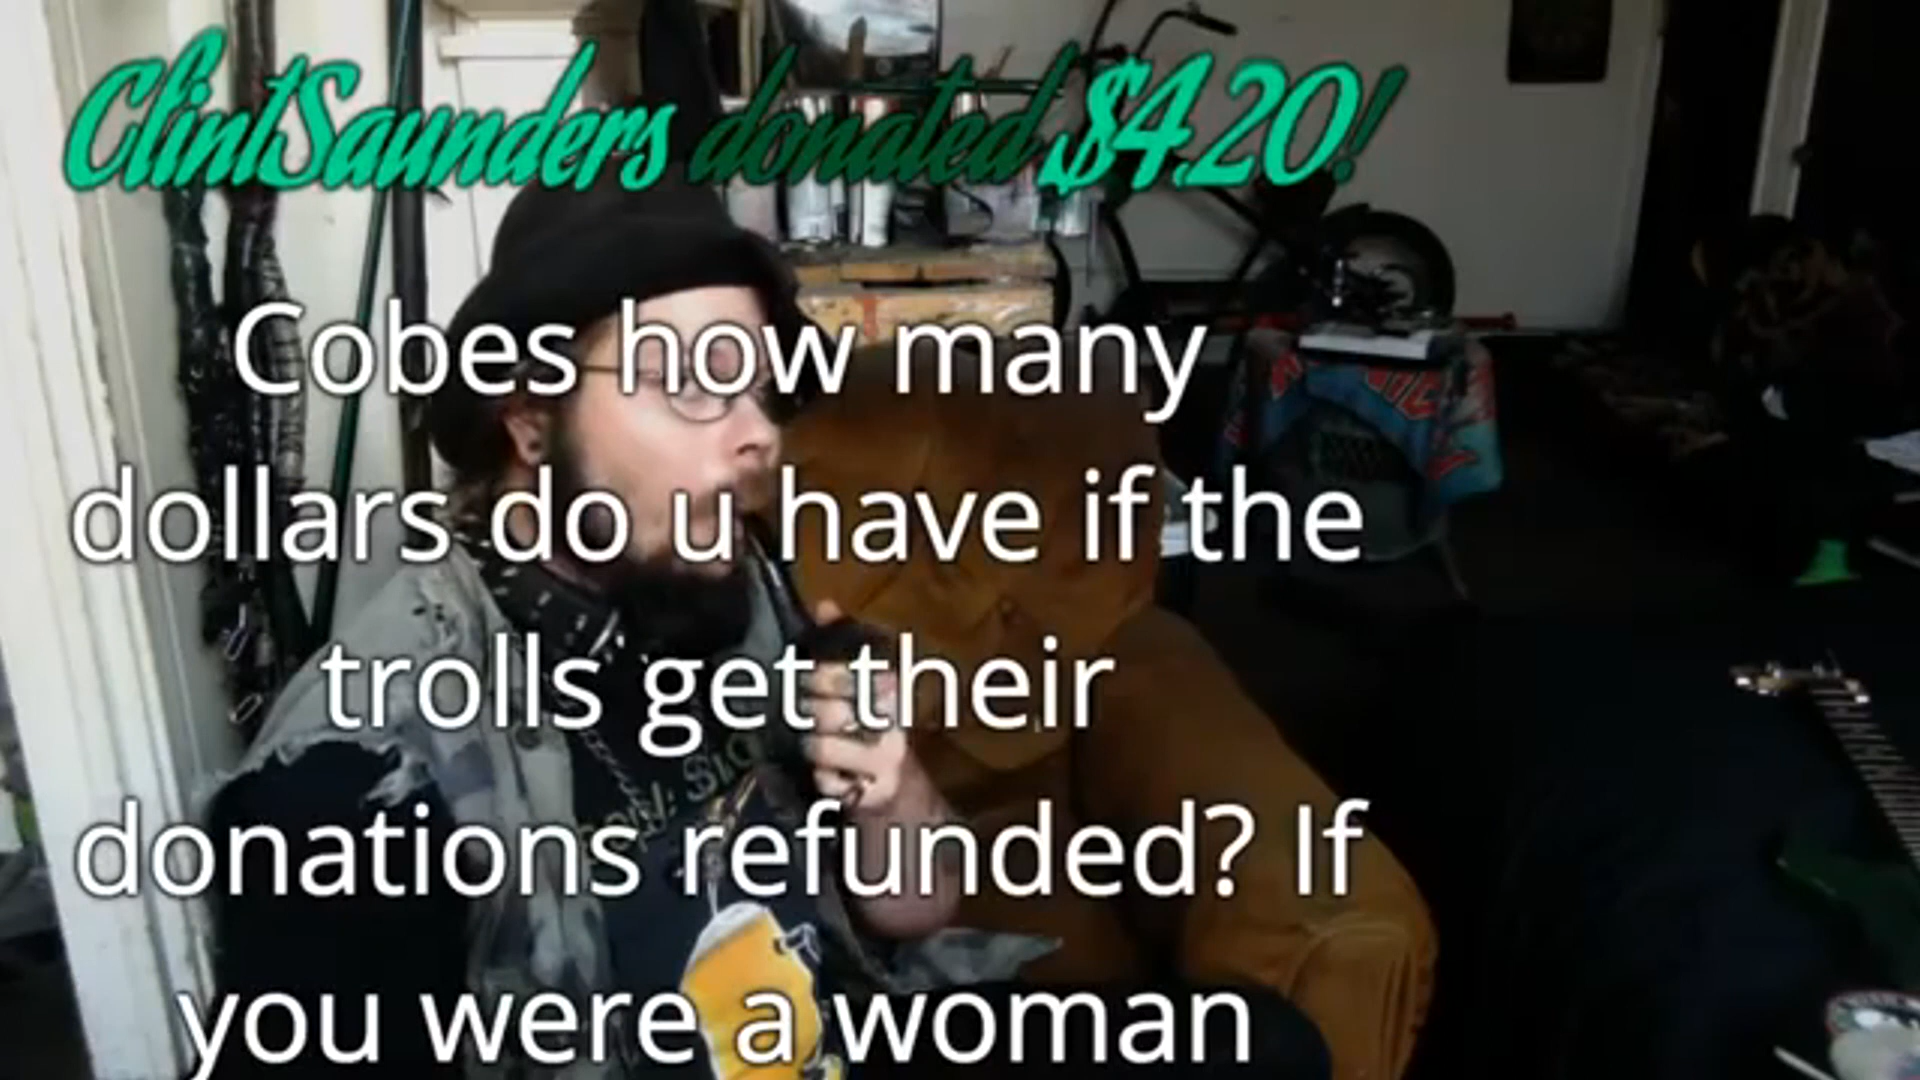 ClintSaunders donated $4.20!
Cobes how many
dollars do u have if the
trolls get their
donations refunded? If
you were a woman